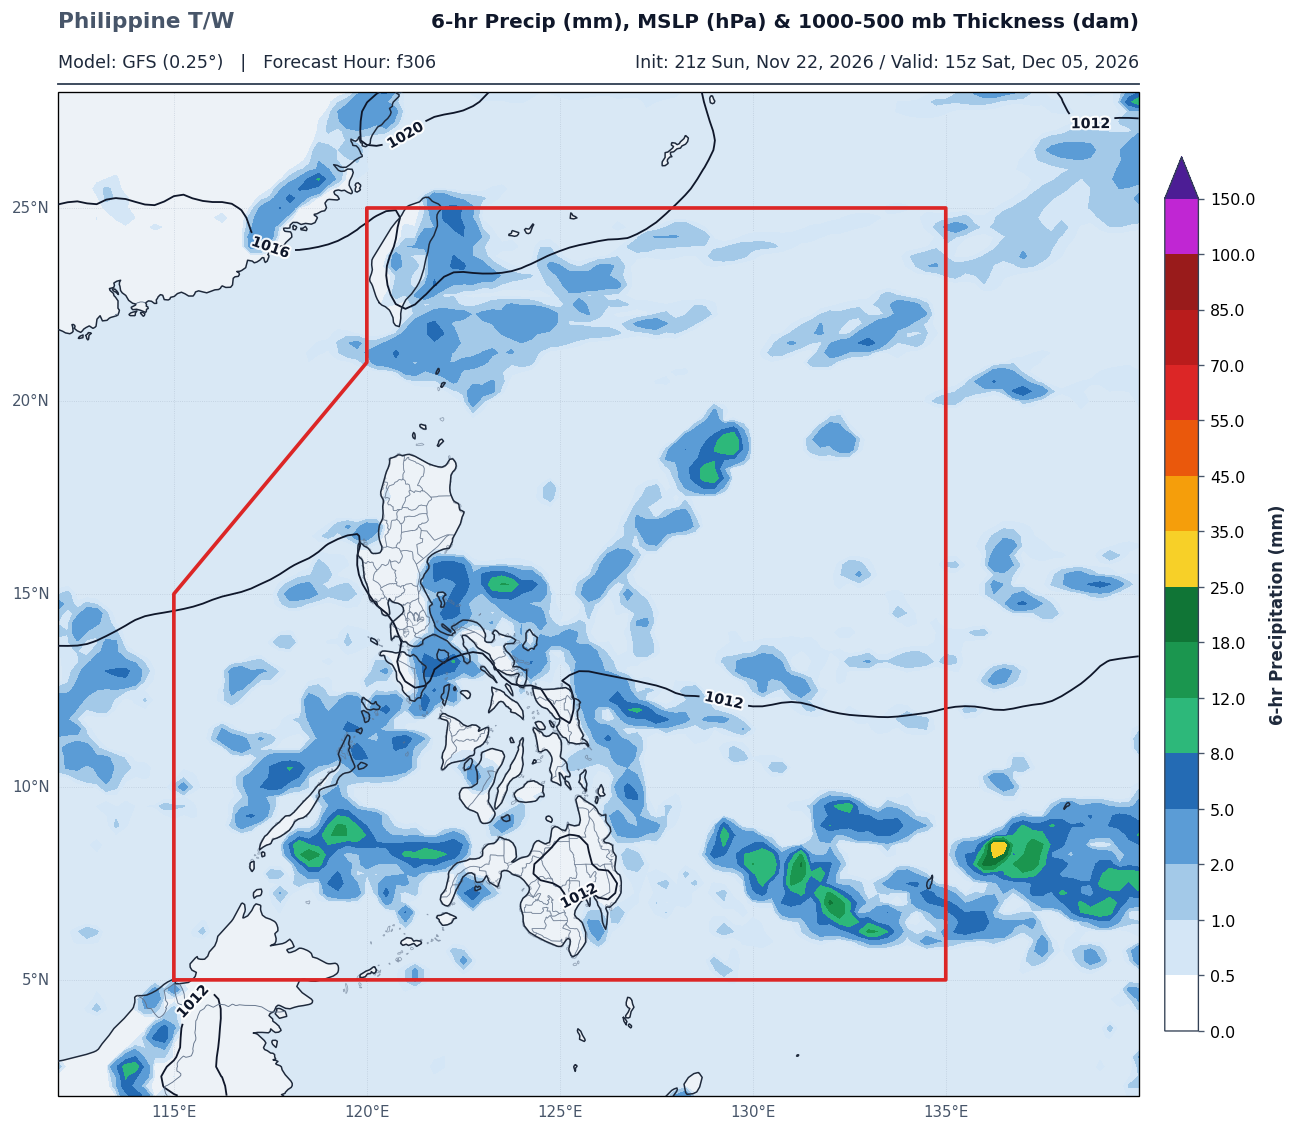 Philippine T/W
6-hr Precip (mm), MSLP (hPa) & 1000-500 mb Thickness (dam)
Model: GFS (0.25°) | Forecast Hour: f306
Init: 21z Sun, Nov 22, 2026 / Valid: 15z Sat, Dec 05, 2026
1020
1012
1016
1012
1012
1012
25°N
20°N
15°N
10°N
5°N
115°E
120°E
125°E
130°E
135°E
150.0
100.0
85.0
70.0
55.0
45.0
35.0
25.0
18.0
12.0
8.0
5.0
2.0
1.0
0.5
0.0
6-hr Precipitation (mm)